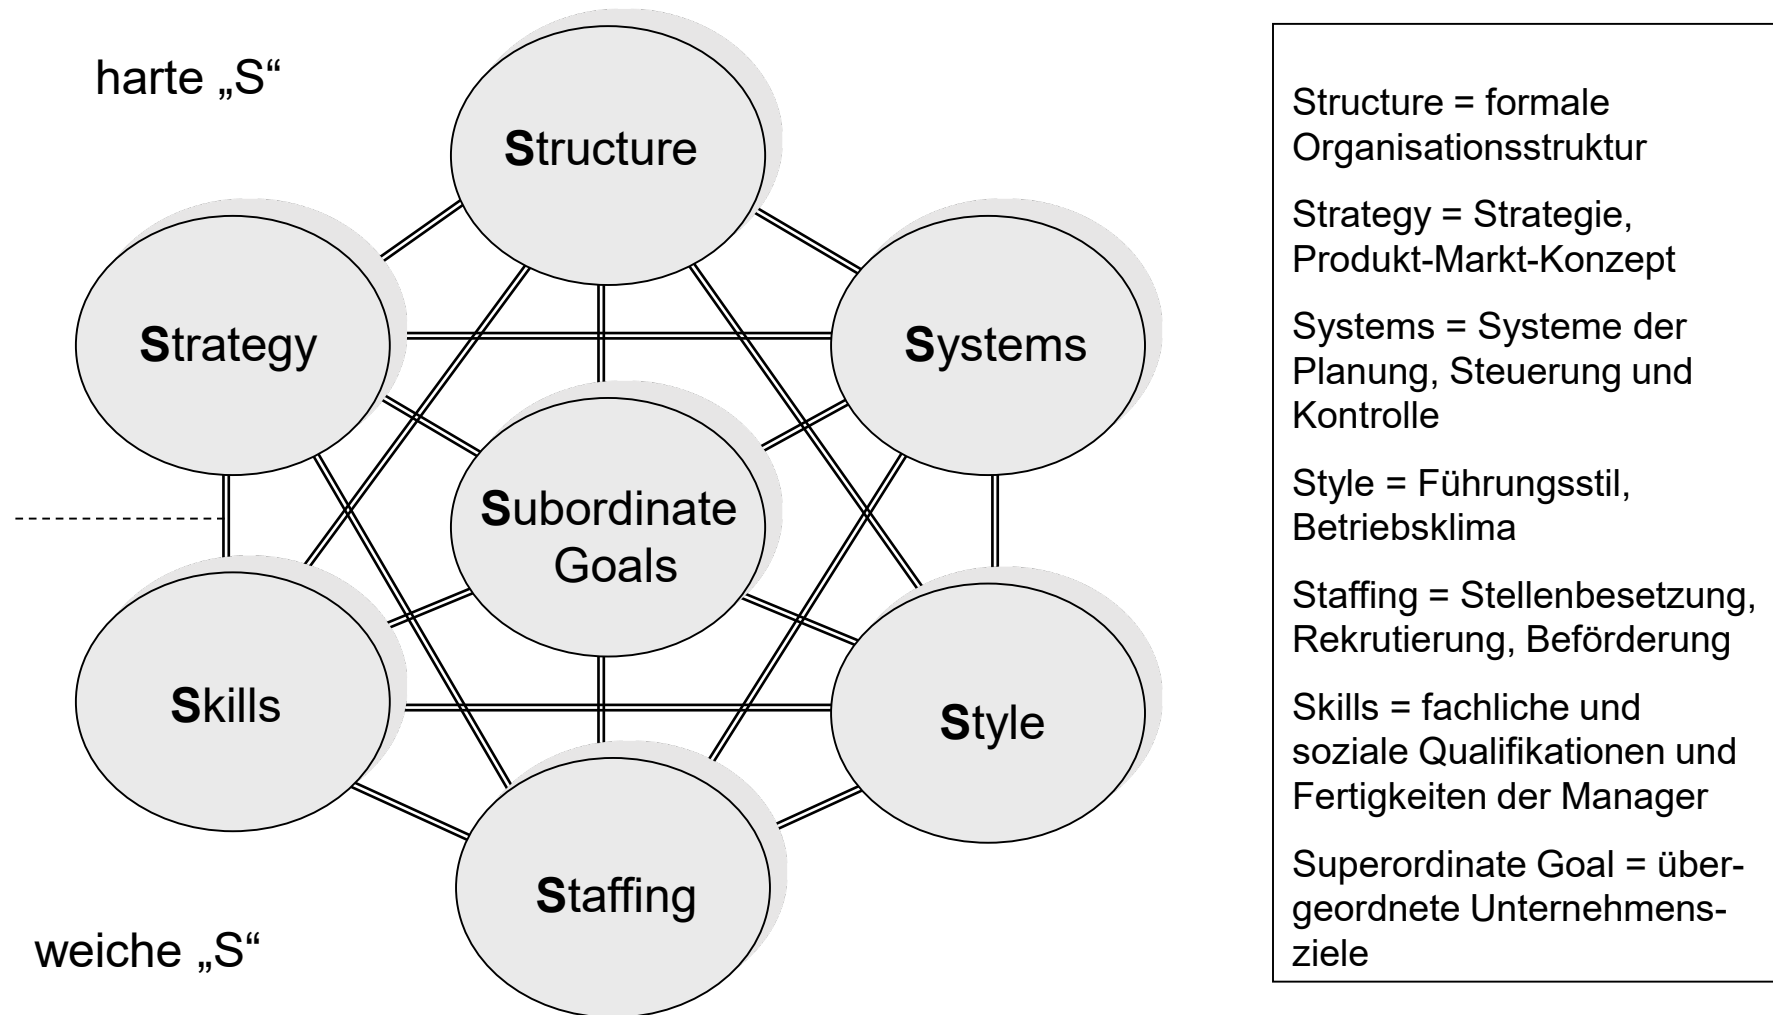 harte „S“
Structure
Strategy
Systems
Subordinate
Goals
Skills
Style
Staffing
weiche „S“
Structure = formale
Organisationsstruktur
Strategy = Strategie,
Produkt-Markt-Konzept
Systems = Systeme der
Planung, Steuerung und
Kontrolle
Style = Führungsstil,
Betriebsklima
Staffing = Stellenbesetzung,
Rekrutierung, Beförderung
Skills = fachliche und
soziale Qualifikationen und
Fertigkeiten der Manager
Superordinate Goal = über-
geordnete Unternehmens-
ziele